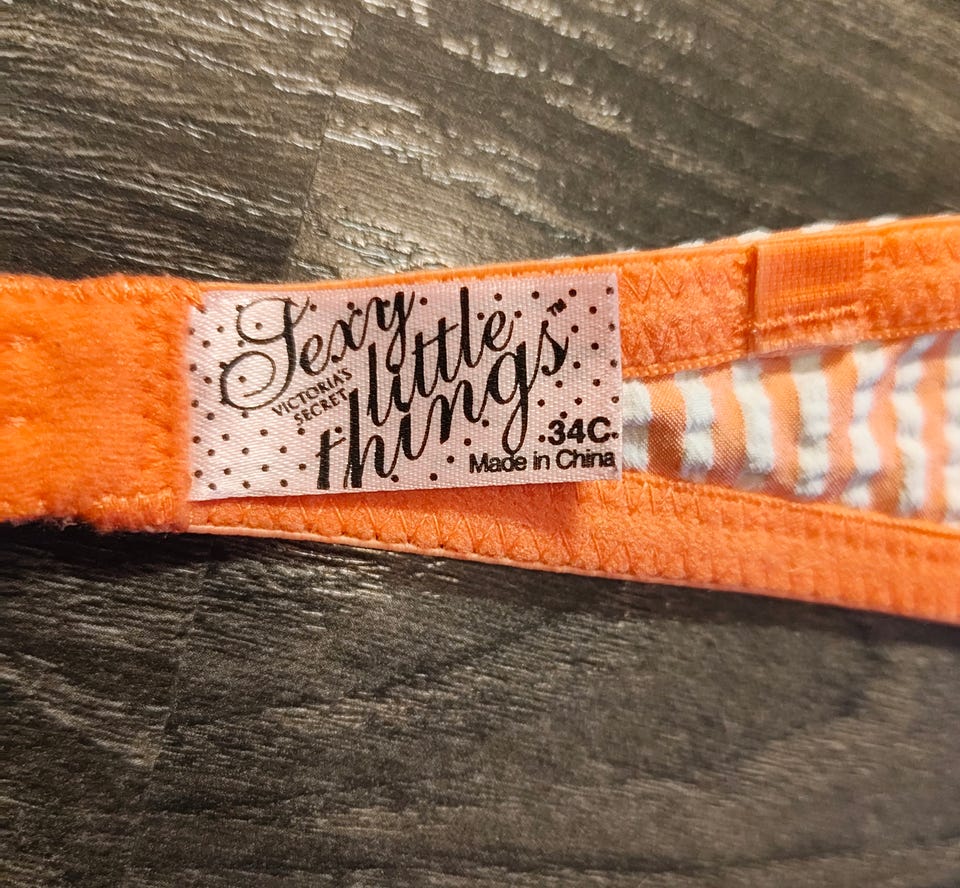 Sexy
little
things™
VICTORIA'S
SECRET
34C
Made in China